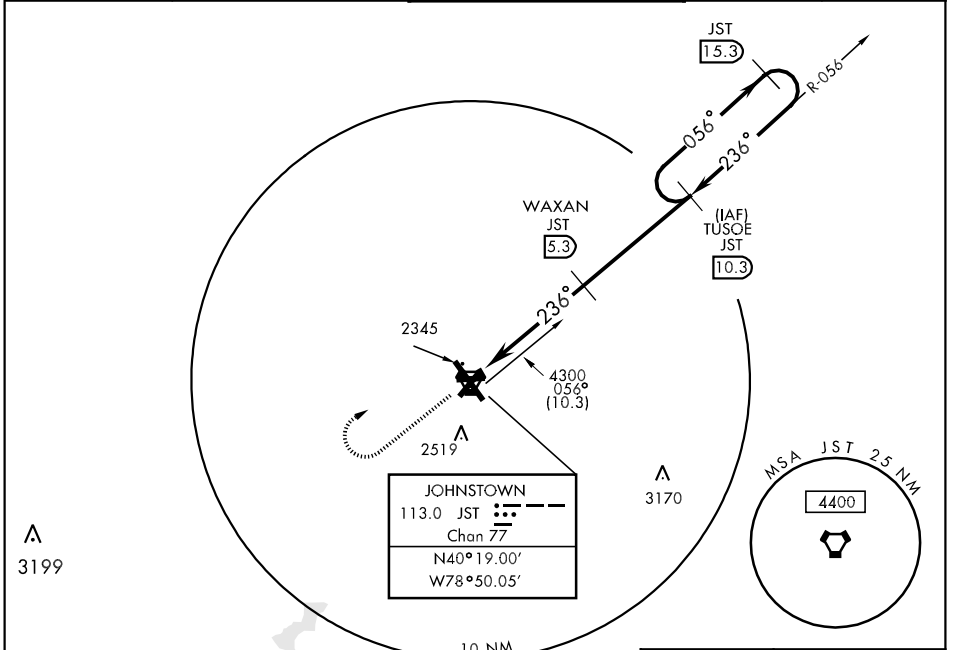 JST
15.3
R-056
056°
236°
WAXAN
JST
5.3
(IAF)
TUSOE
JST
10.3
236°
2345
4300
056°
(10.3)
2519
JOHNSTOWN
113.0 JST
Chan 77
N40°19.00'
W78°50.05'
3170
3199
MSA JST 25 NM
4400
10 NM